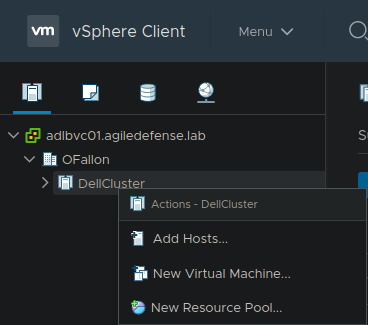 vm vSphere Client Menu
adlbvc01.agiledefense.lab
OFallon
DellCluster
Actions - DellCluster
Add Hosts...
New Virtual Machine...
New Resource Pool...